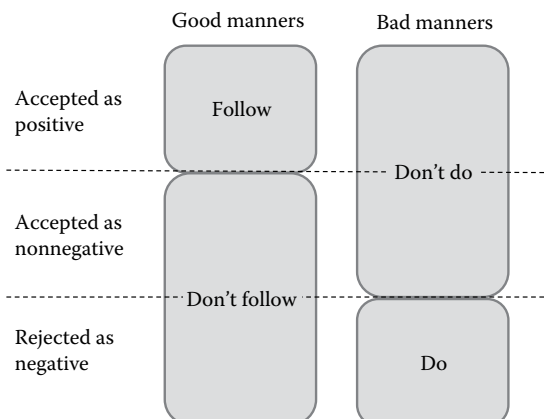 Good manners
Bad manners
Accepted as
positive
Follow
Don’t do
Accepted as
nonnegative
Don’t follow
Rejected as
negative
Do